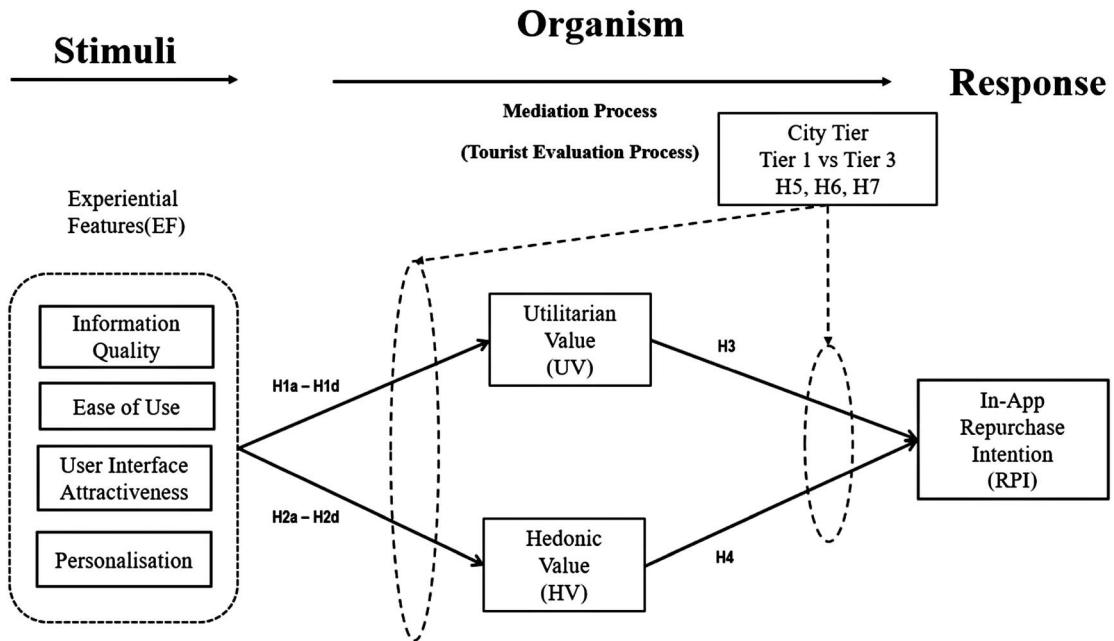 Stimuli
Organism
Response
Mediation Process
(Tourist Evaluation Process)
City Tier
Tier 1 vs Tier 3
H5, H6, H7
Experiential
Features(EF)
Information
Quality
Ease of Use
User Interface
Attractiveness
Personalisation
H1a – H1d
H2a – H2d
Utilitarian
Value
(UV)
Hedonic
Value
(HV)
H3
H4
In-App
Repurchase
Intention
(RPI)